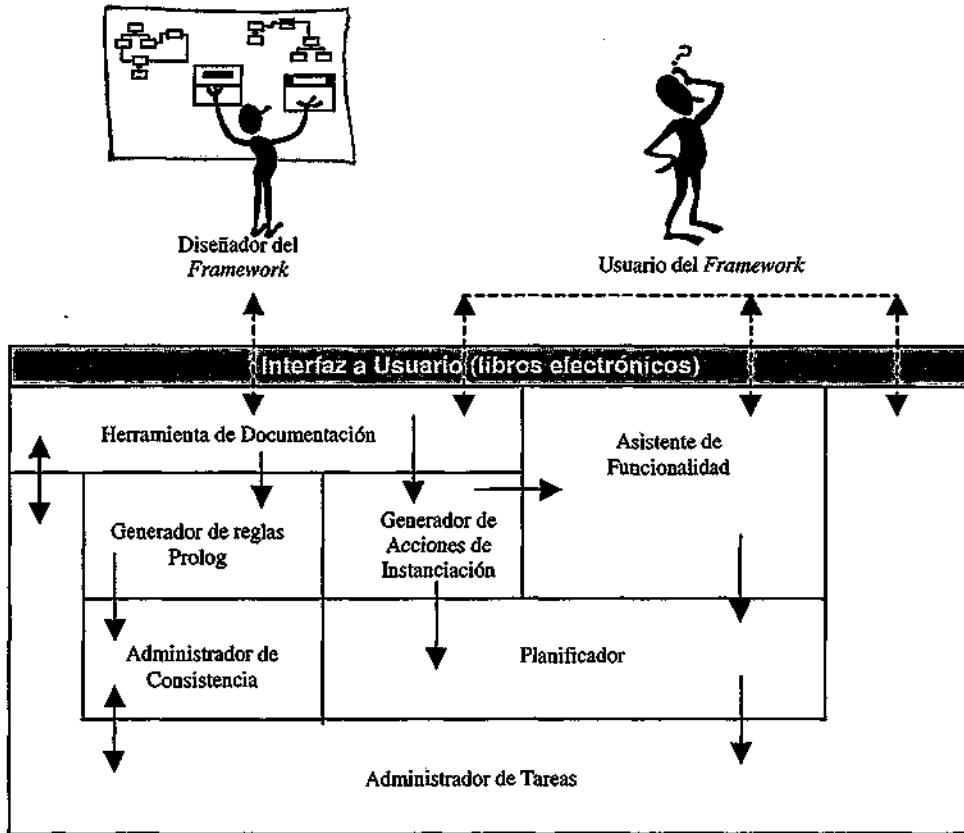 ?
Diseñador del
Framework
Usuario del Framework
Interfaz a Usuario (libros electrónicos)
Herramienta de Documentación
Asistente de
Funcionalidad
Generador de reglas
Prolog
Generador de
Acciones de
Instanciación
Administrador de
Consistencia
Planificador
Administrador de Tareas